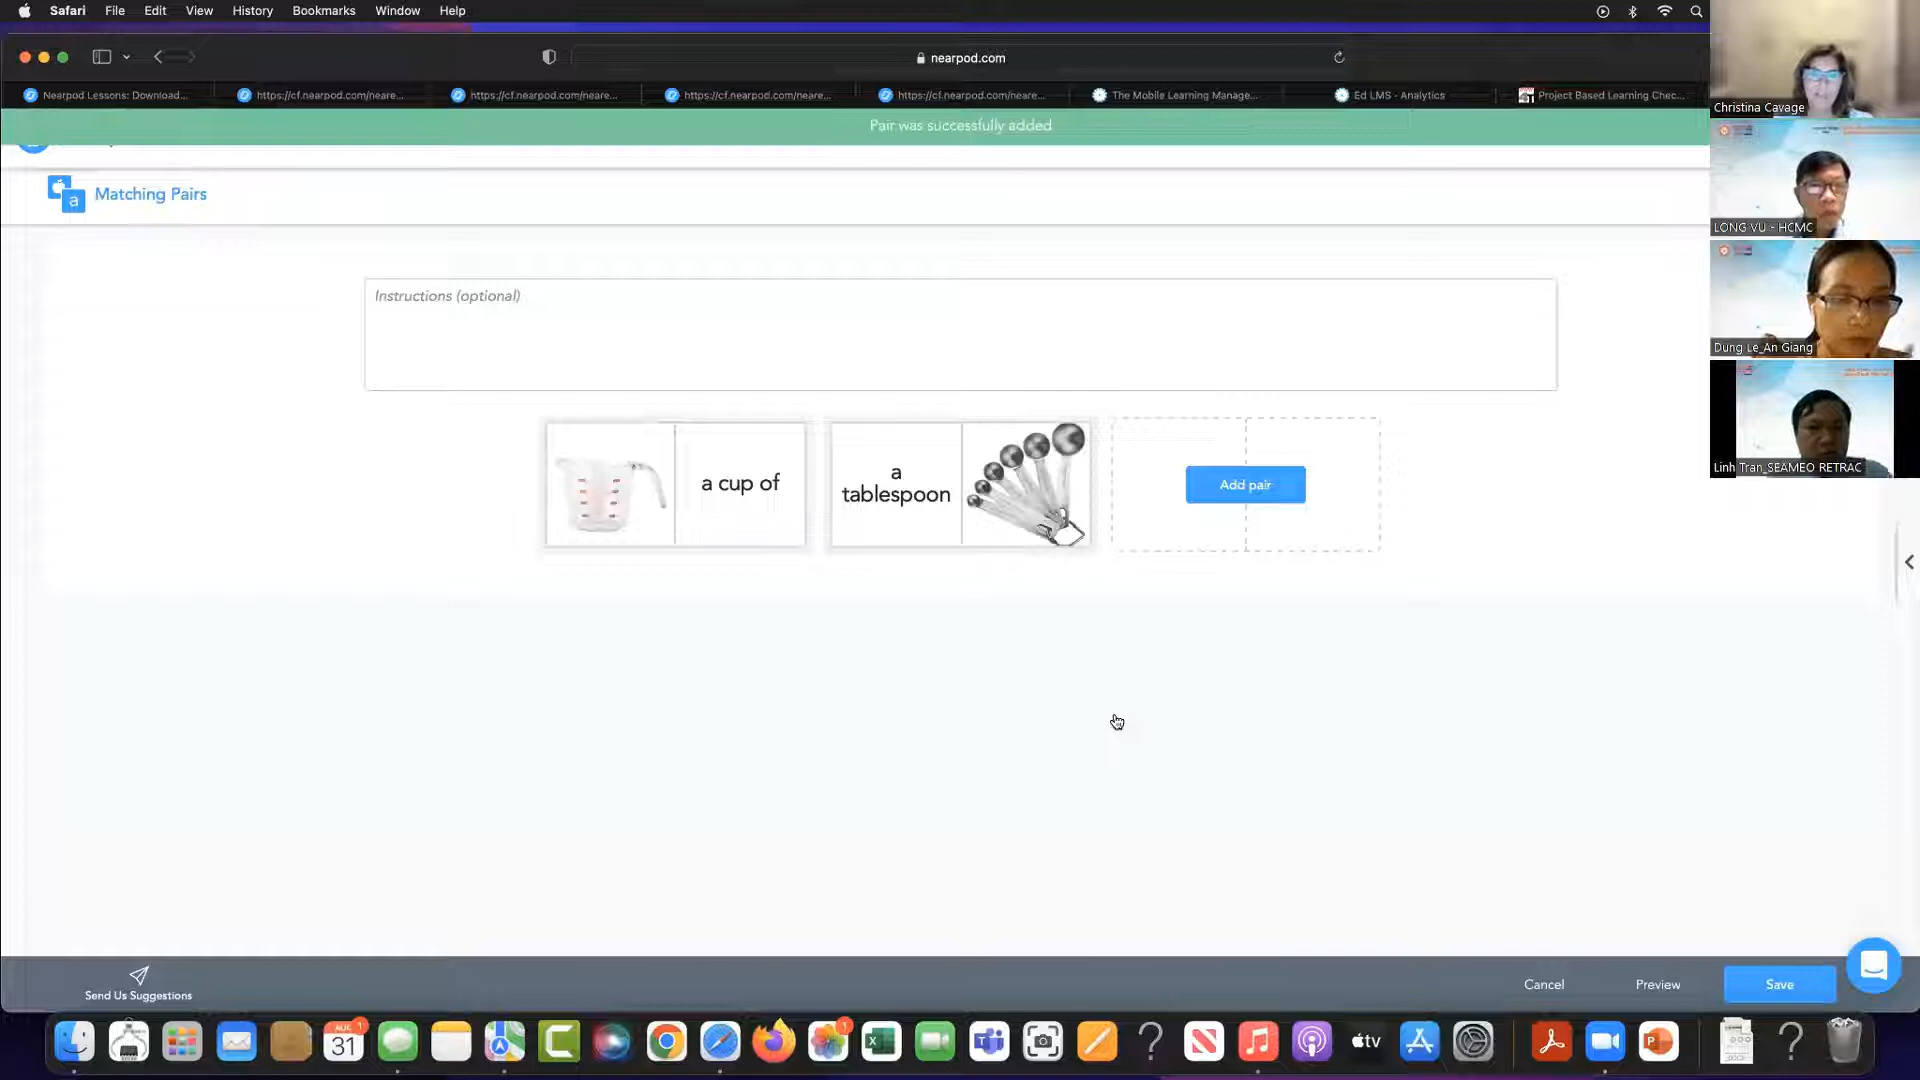 Safari File Edit View History Bookmarks Window Help
nearpod.com
Nearpod Lessons: Download... https://cf.nearpod.com/neare... https://cf.nearpod.com/neare... https://cf.nearpod.com/neare... https://cf.nearpod.com/neare... The Mobile Learning Manage... Ed LMS - Analytics Project Based Learning Chec...
Pair was successfully added
a Matching Pairs
Instructions (optional)
a cup of
a
tablespoon
Add pair
Christina Cavage
LONG VU - HCMC
Dung Le_An Giang
Linh Tran_SEAMEO RETRAC
Send Us Suggestions
Cancel Preview Save
AUG 1
31
1
tv